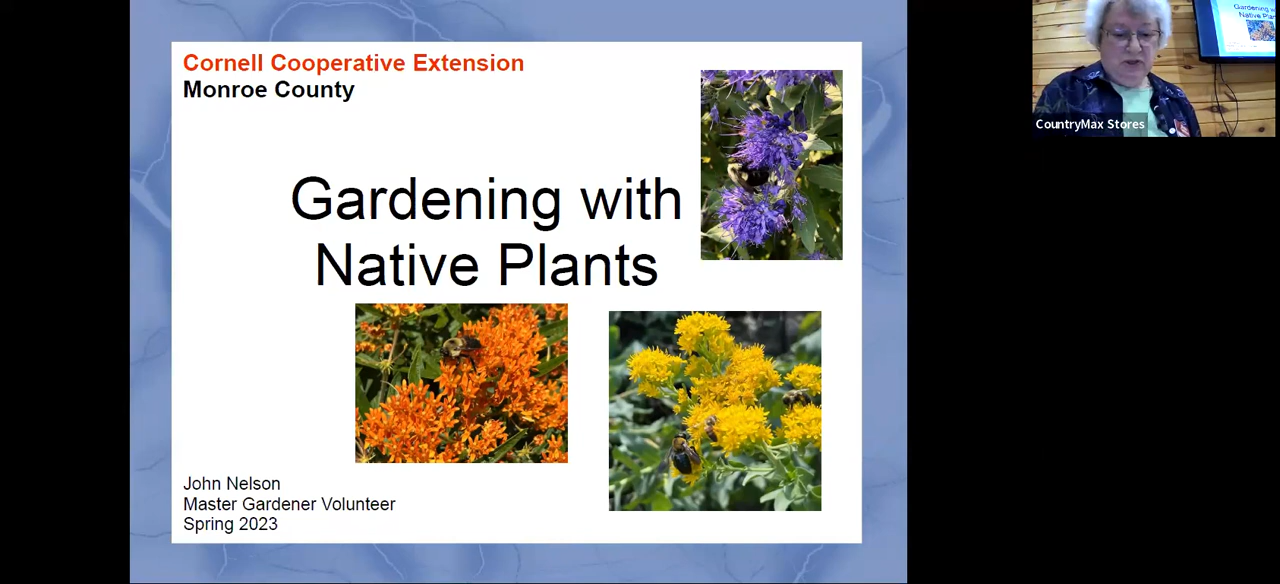 Cornell Cooperative Extension
Monroe County
Gardening with
Native Plants
John Nelson
Master Gardener Volunteer
Spring 2023
CountryMax Stores